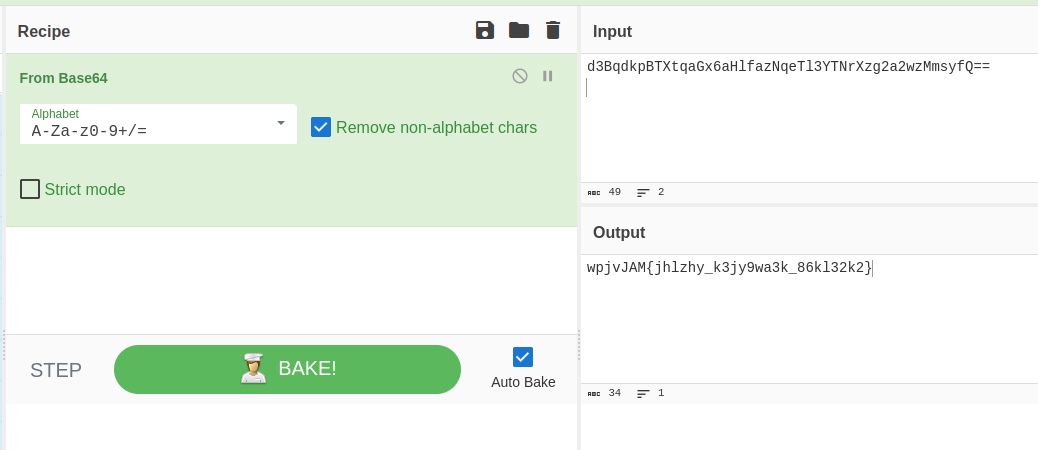 Recipe
From Base64
Alphabet
A-Za-z0-9+/=
Remove non-alphabet chars
Strict mode
STEP
BAKE!
Auto Bake
Input
d3BqdkpBTXtqaGx6aHlfazNqeTl3YTNrXzg2a2wzMmsyfQ==
ABC 49 2
Output
wpjvJAM{jhlzhy_k3jy9wa3k_86kl32k2}
ABC 34 1